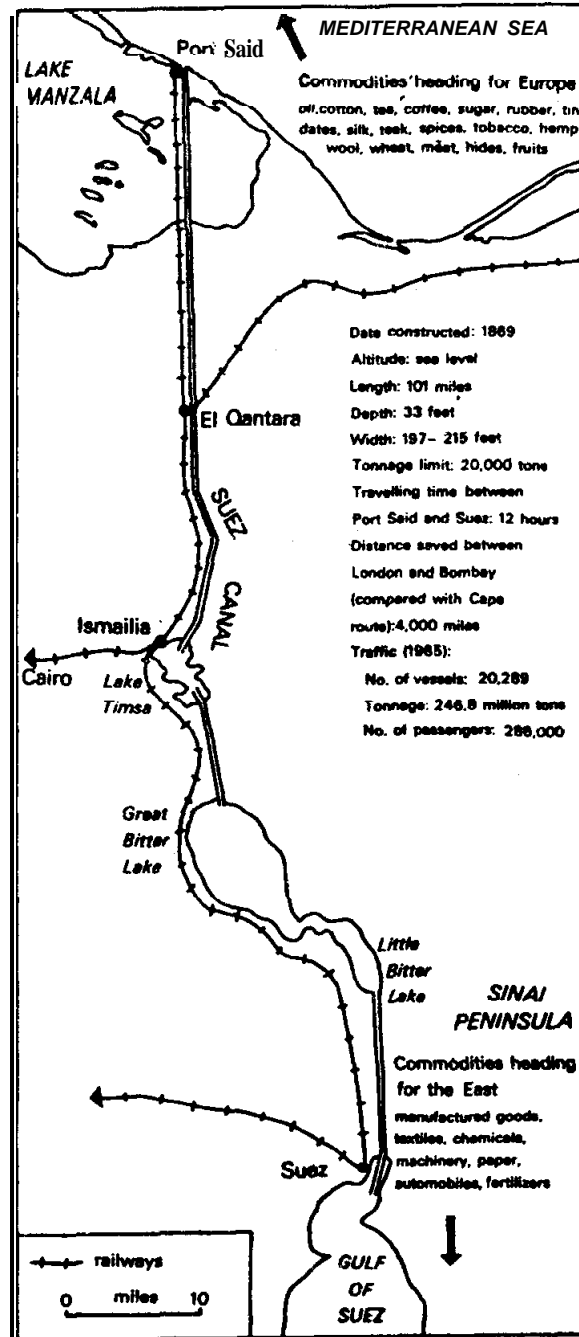 MEDITERRANEAN SEA
Port Said
LAKE
MANZALA
Commodities heading for Europe
oil, cotton, tea, coffee, sugar, rubber, tin
dates, silk, teak, spices, tobacco, hemp
wool, wheat, meat, hides, fruits
Date constructed: 1869
Altitude: sea level
Length: 101 miles
Depth: 33 feet
El Qantara
Width: 197– 215 feet
Tonnage limit: 20,000 tons
Travelling time between
Port Said and Suez: 12 hours
Distance saved between
London and Bombay
(compared with Cape
route): 4,000 miles
Traffic (1965):
No. of vessels: 20,289
Tonnage: 246.8 million tons
No. of passengers: 286,000
SUEZ
CANAL
Ismailia
Cairo
Lake
Timsa
Great
Bitter
Lake
Little
Bitter
Lake
SINAI
PENINSULA
Commodities heading
for the East
manufactured goods,
textiles, chemicals,
machinery, paper,
automobiles, fertilizers
Suez
railways
miles
0 10
GULF
OF
SUEZ